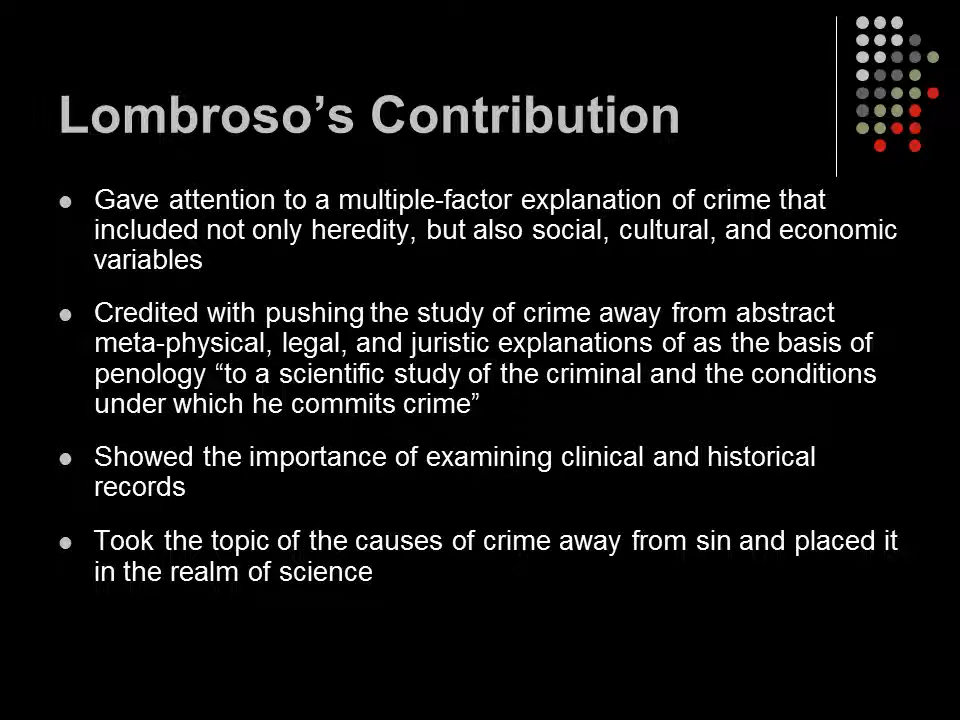 Lombroso’s Contribution
Gave attention to a multiple-factor explanation of crime that
included not only heredity, but also social, cultural, and economic
variables
Credited with pushing the study of crime away from abstract
meta-physical, legal, and juristic explanations of as the basis of
penology “to a scientific study of the criminal and the conditions
under which he commits crime”
Showed the importance of examining clinical and historical
records
Took the topic of the causes of crime away from sin and placed it
in the realm of science